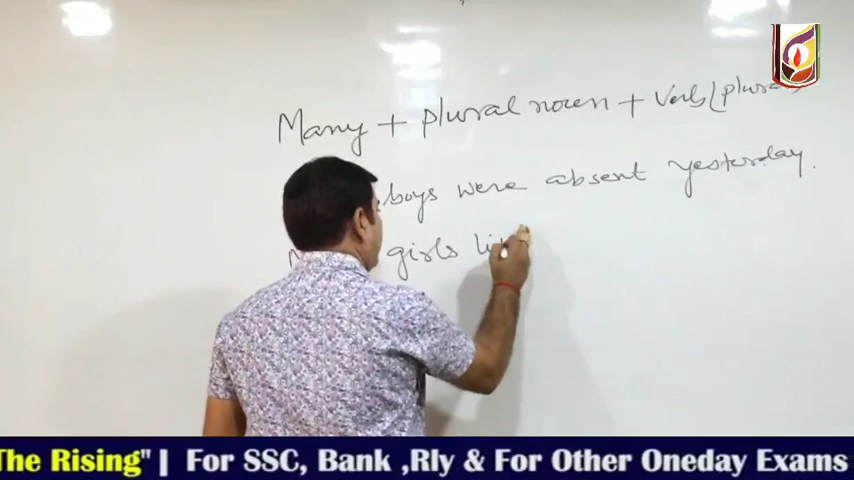 Many + plural noun + Verb (plural)
boys were absent yesterday.
girls
The Rising" | For SSC, Bank ,Rly & For Other Oneday Exams